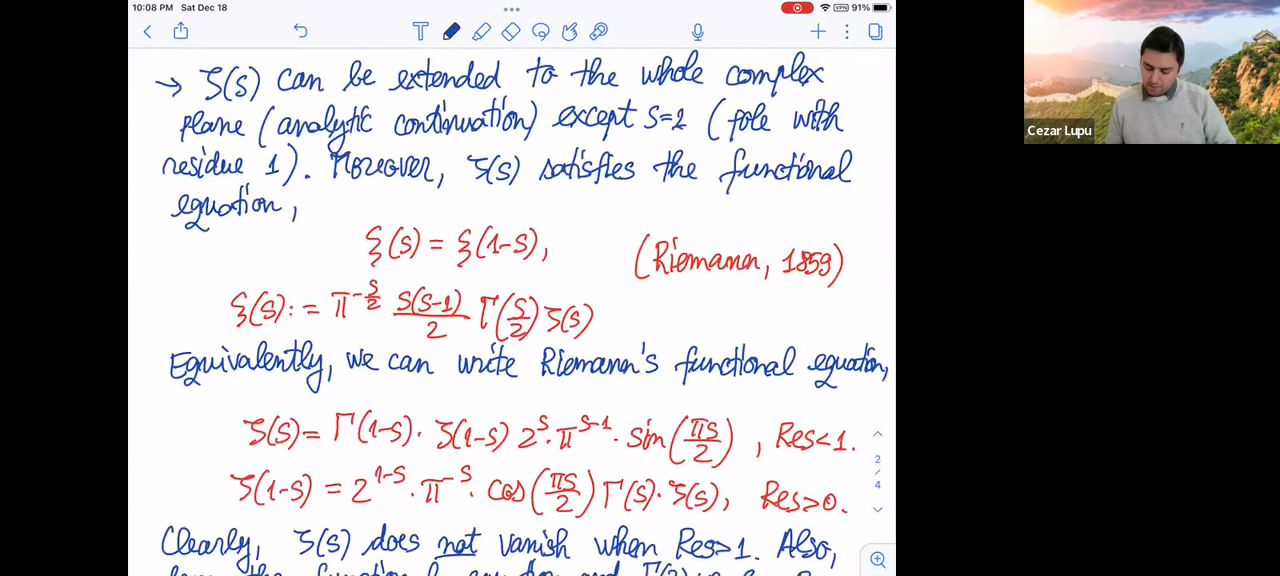 10:08 PM Sat Dec 18
VPN 91%
→ ζ(s) can be extended to the whole complex
plane (analytic continuation) except s=1 (pole with
residue 1). Moreover, ζ(s) satisfies the functional
equation,
ξ(s) = ξ(1-s), (Riemann, 1859)
ξ(s) := π^{-s/2} s(s-1)/2 Γ(s/2) ζ(s)
Equivalently, we can write Riemann's functional equation,
ζ(s) = Γ(1-s)· ζ(1-s) 2^s · π^{s-1} · sin(πs/2), Re s<1.
ζ(1-s) = 2^{1-s} · π^{-s} · cos(πs/2) Γ(s)· ζ(s), Re s>0.
Clearly, ζ(s) does not vanish when Re s>1. Also,
Cezar Lupu
2
/
4